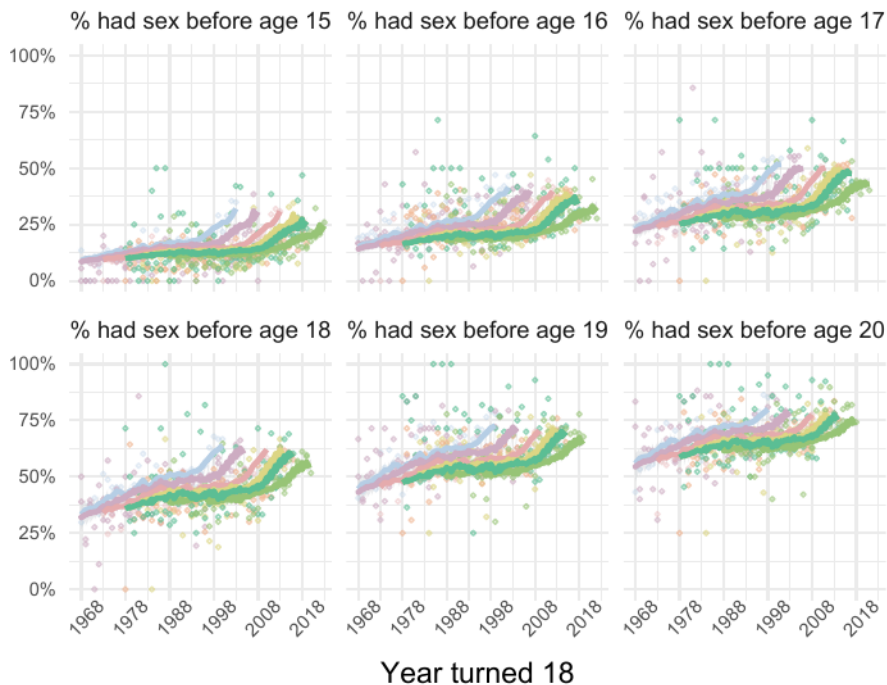 % had sex before age 15
% had sex before age 16
% had sex before age 17
100%
75%
50%
25%
0%
% had sex before age 18
% had sex before age 19
% had sex before age 20
100%
75%
50%
25%
0%
1968 1978 1988 1998 2008 2018
1968 1978 1988 1998 2008 2018
1968 1978 1988 1998 2008 2018
Year turned 18